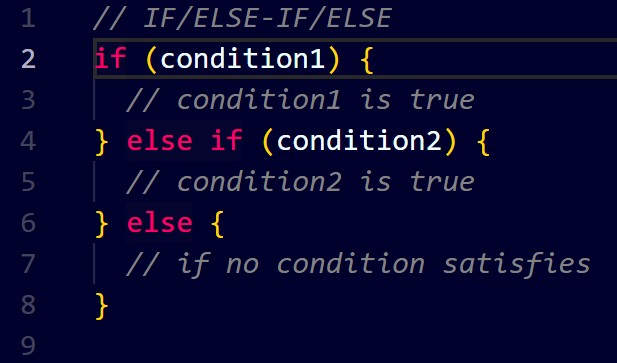 1 // IF/ELSE-IF/ELSE
2 if (condition1) {
3 // condition1 is true
4 } else if (condition2) {
5 // condition2 is true
6 } else {
7 // if no condition satisfies
8 }
9